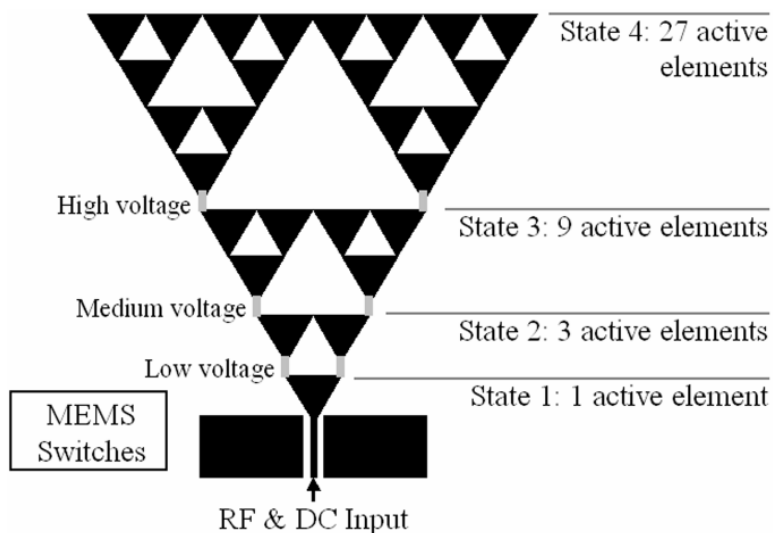 State 4: 27 active
elements
High voltage
State 3: 9 active elements
Medium voltage
State 2: 3 active elements
Low voltage
State 1: 1 active element
MEMS
Switches
RF & DC Input